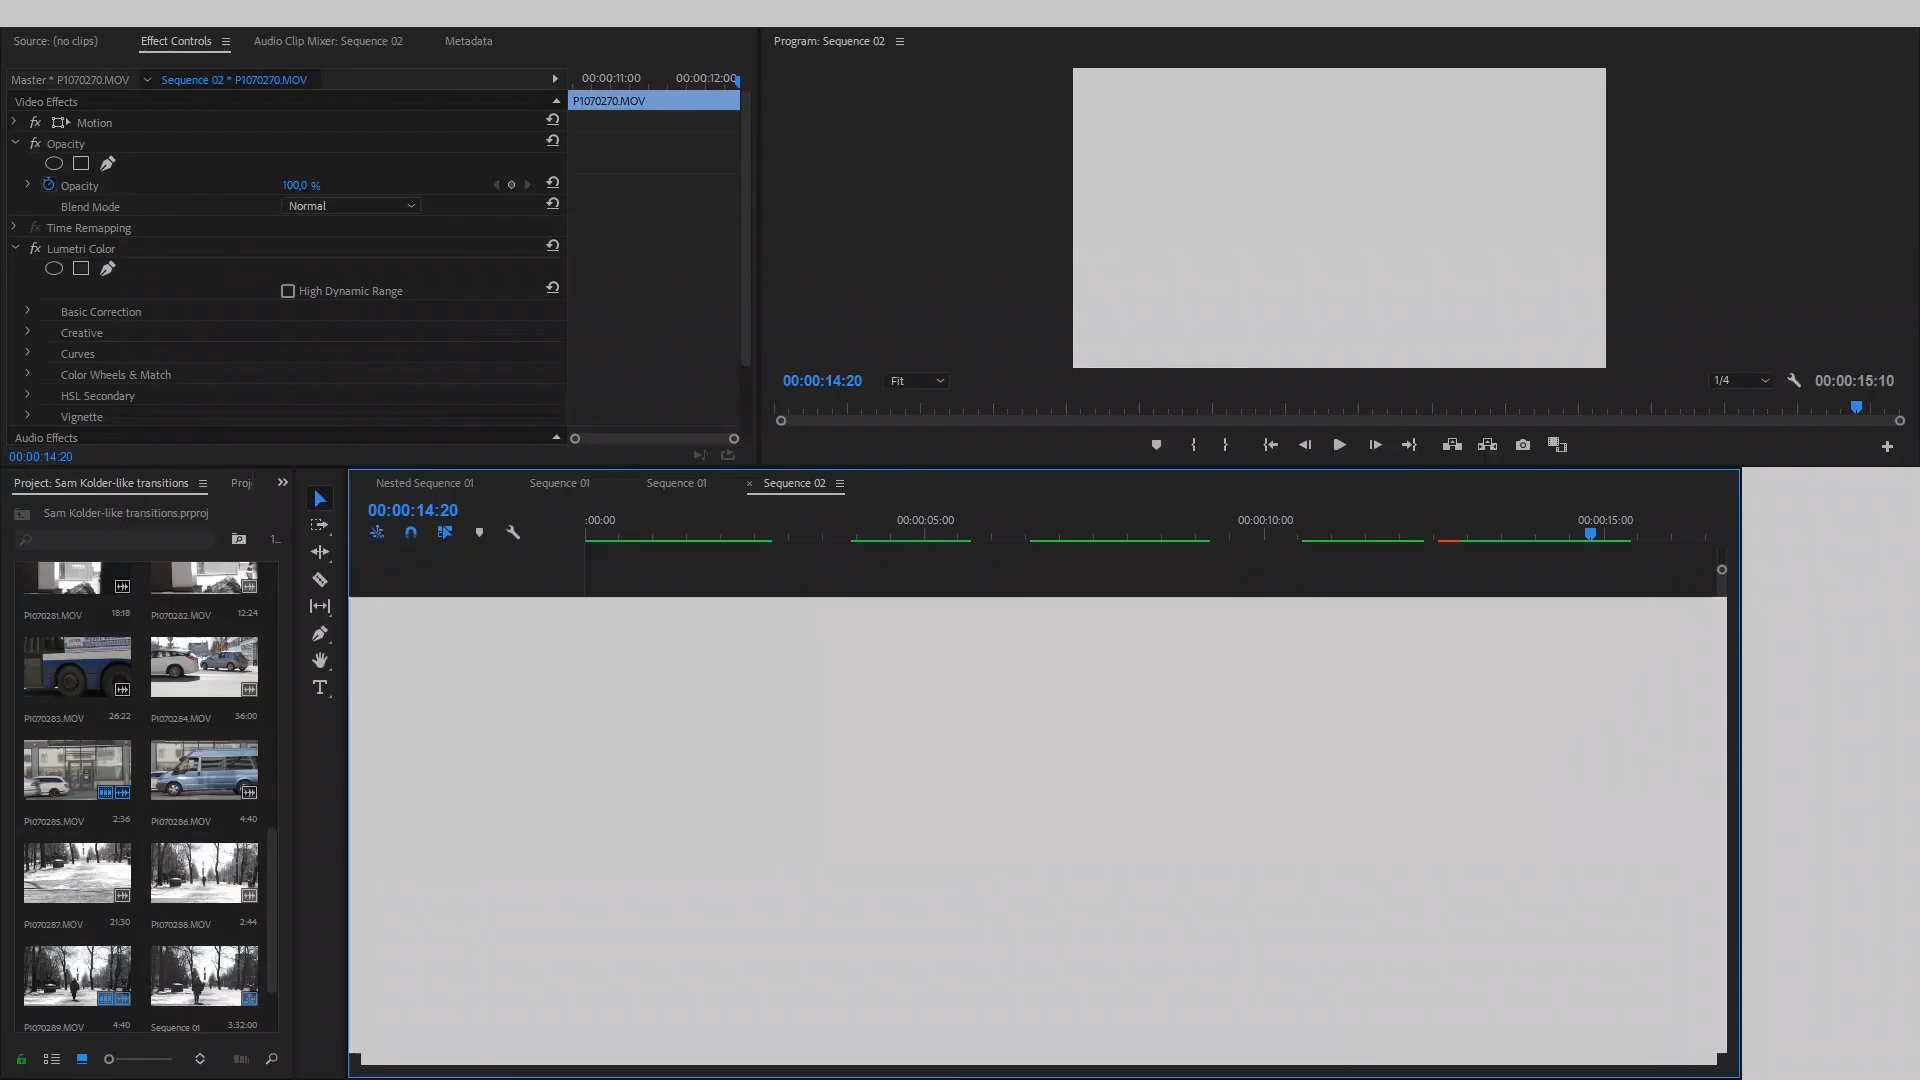 Source: (no clips)
Effect Controls
Audio Clip Mixer: Sequence 02
Metadata
Program: Sequence 02
Master * P1070270.MOV
Sequence 02 * P1070270.MOV
00:00:11:00
00:00:12:00
Video Effects
P1070270.MOV
fx Motion
fx Opacity
Opacity
100,0 %
Blend Mode
Normal
fx Time Remapping
fx Lumetri Color
High Dynamic Range
Basic Correction
Creative
Curves
Color Wheels & Match
HSL Secondary
Vignette
Audio Effects
00:00:14:20
00:00:14:20
Fit
1/4
00:00:15:10
Project: Sam Kolder-like transitions
Proj
Sam Kolder-like transitions.prproj
1...
P1070281.MOV
18:18
P1070282.MOV
12:24
P1070283.MOV
26:22
P1070284.MOV
36:00
P1070285.MOV
2:36
P1070286.MOV
4:40
P1070287.MOV
21:30
P1070288.MOV
2:44
P1070289.MOV
4:40
Sequence 01
3:32:00
T
Nested Sequence 01
Sequence 01
Sequence 01
× Sequence 02
00:00:14:20
:00:00
00:00:05:00
00:00:10:00
00:00:15:00